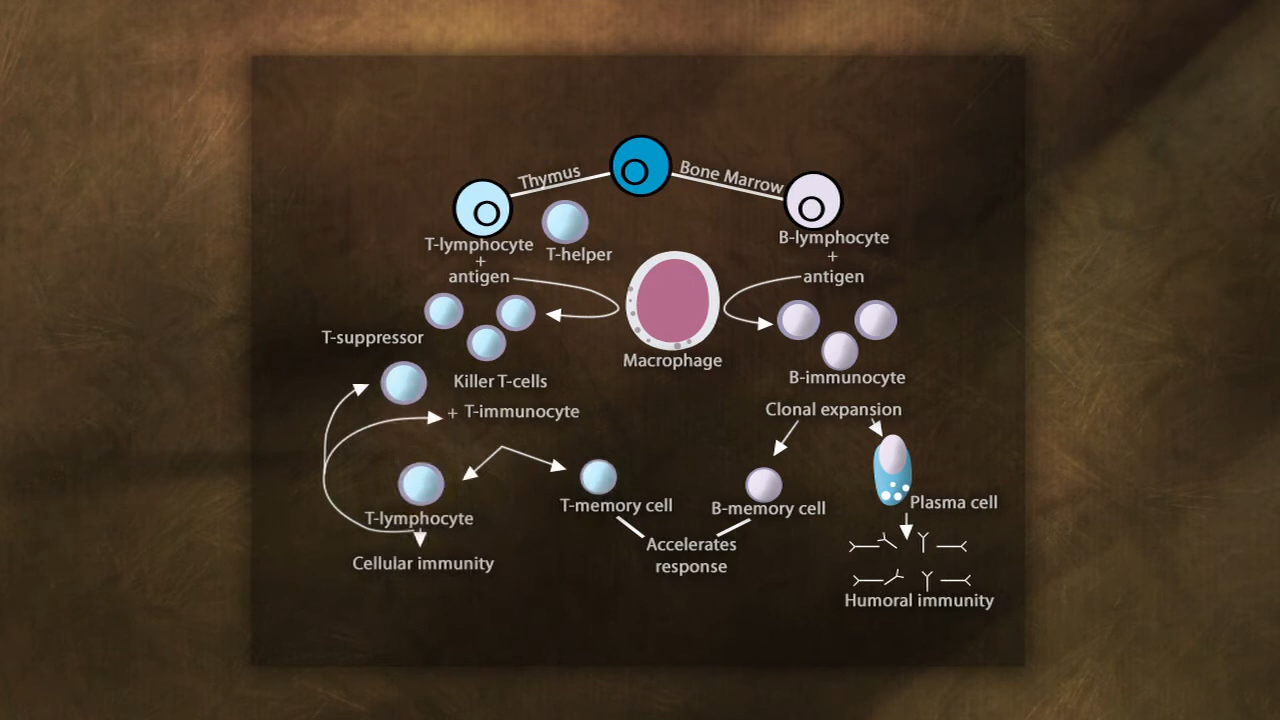 Thymus
Bone Marrow
T-lymphocyte
+
antigen
T-helper
B-lymphocyte
+
antigen
T-suppressor
Macrophage
Killer T-cells
B-immunocyte
+ T-immunocyte
Clonal expansion
T-lymphocyte
T-memory cell
B-memory cell
Plasma cell
Cellular immunity
Accelerates
response
Humoral immunity